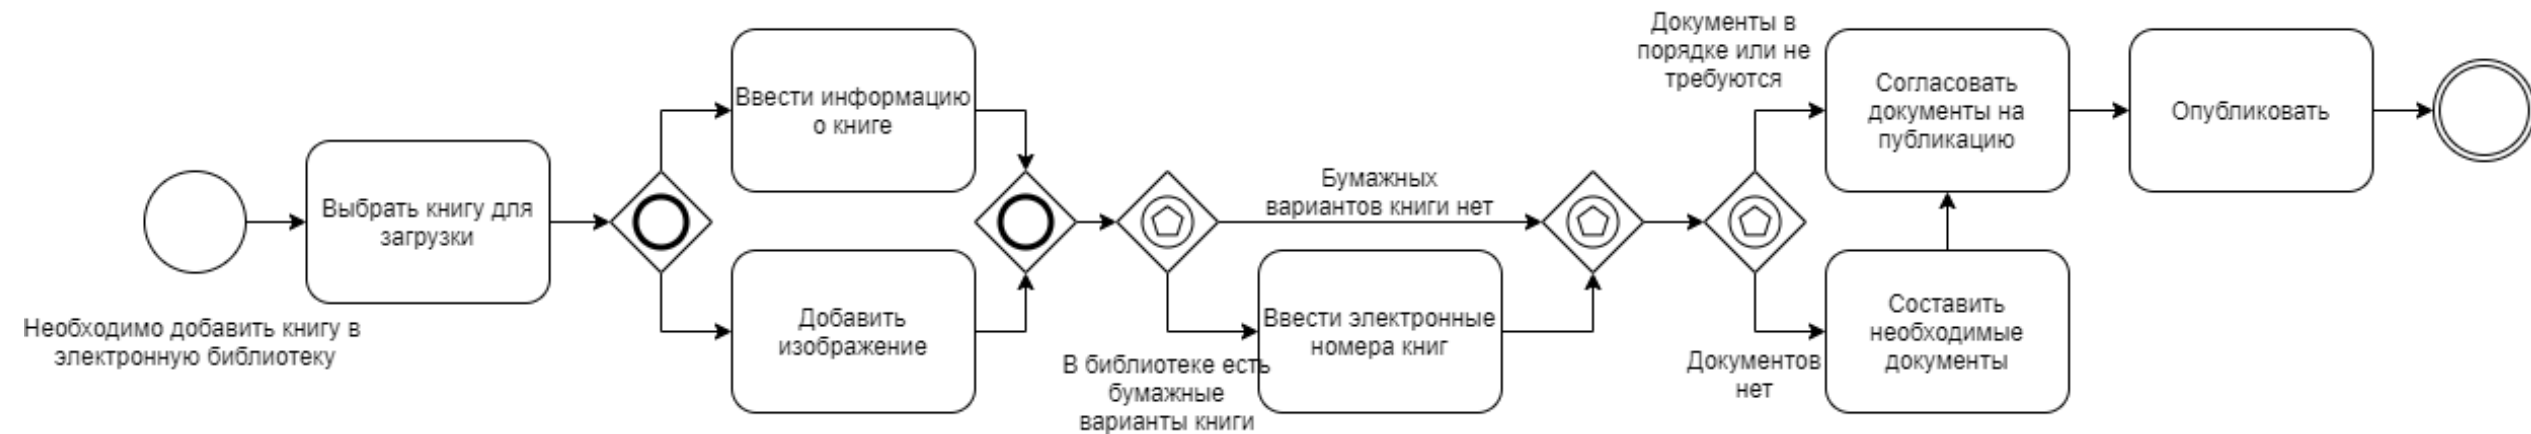 Необходимо добавить книгу в
электронную библиотеку
Выбрать книгу для
загрузки
Ввести информацию
о книге
Добавить
изображение
Бумажных
вариантов книги нет
В библиотеке есть
бумажные
варианты книги
Ввести электронные
номера книг
Документы в
порядке или не
требуются
Документов
нет
Согласовать
документы на
публикацию
Составить
необходимые
документы
Опубликовать